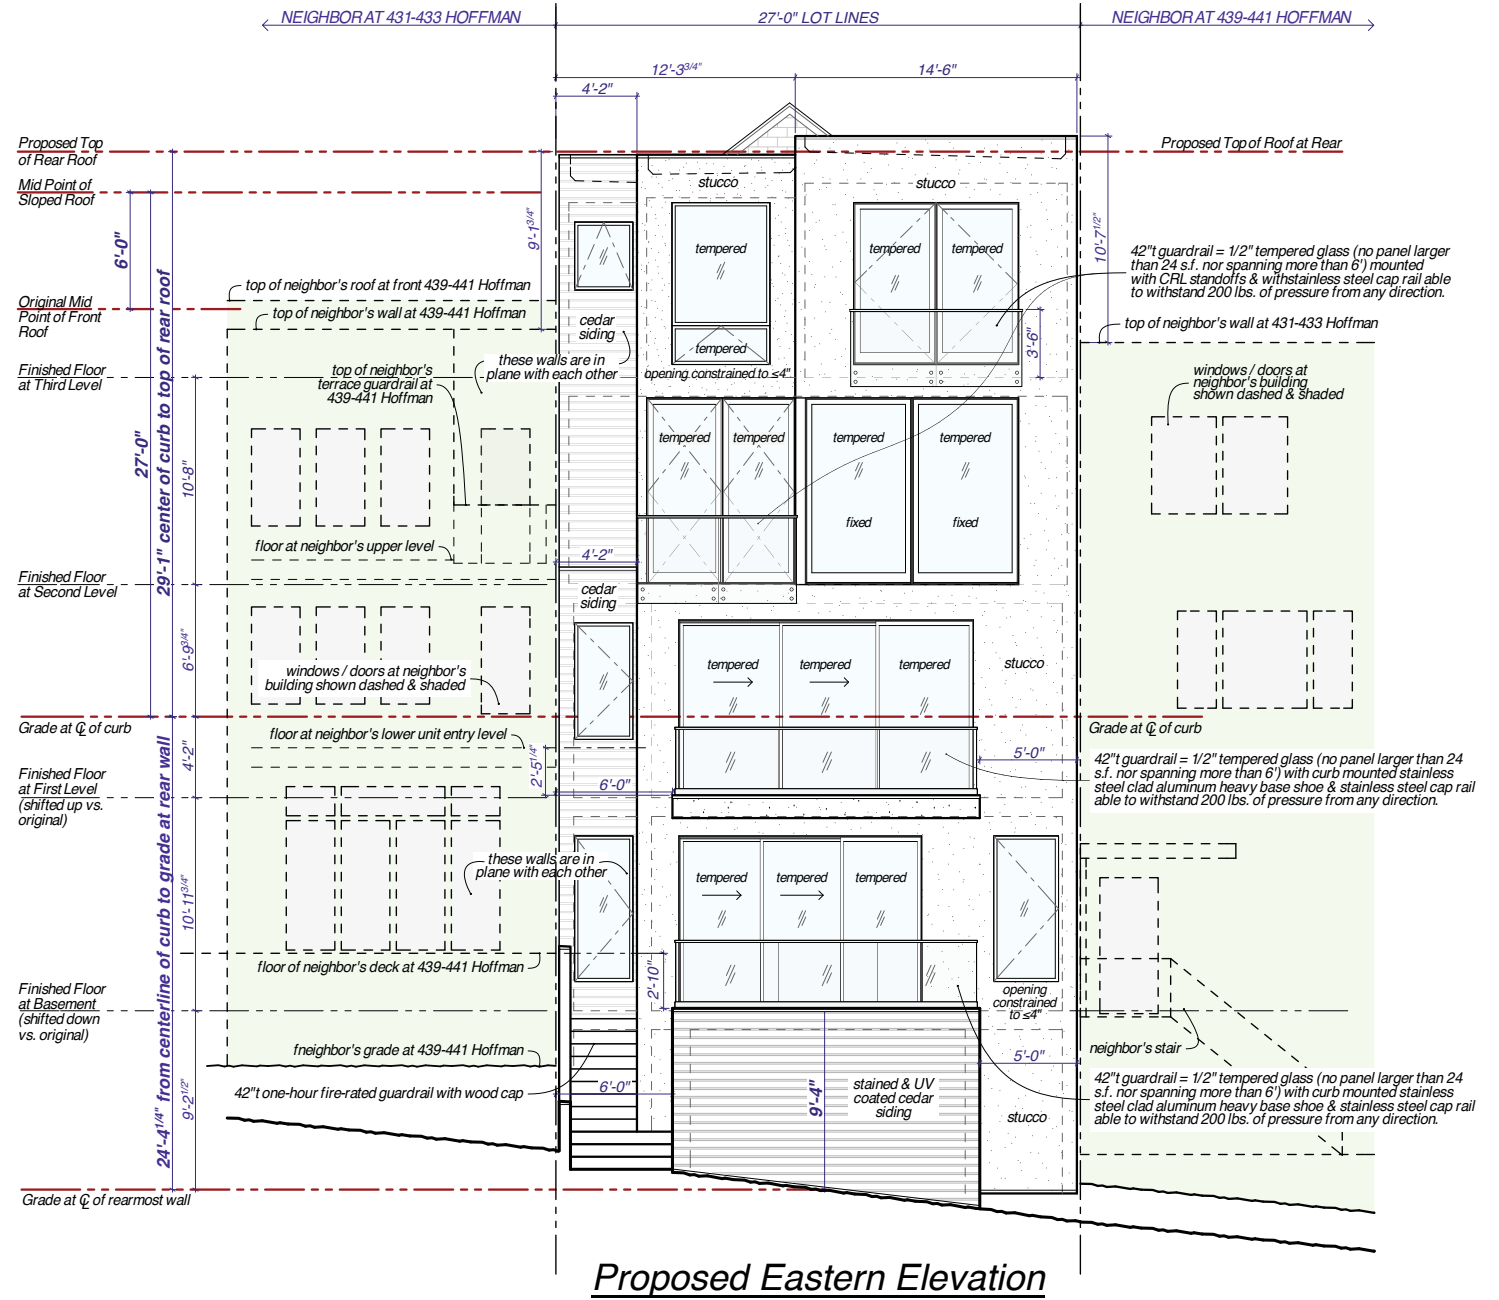 NEIGHBOR AT 431-433 HOFFMAN
27'-0" LOT LINES
NEIGHBOR AT 439-441 HOFFMAN
12'-3 3/4"
14'-6"
4'-2"
Proposed Top
of Rear Roof
Proposed Top of Roof at Rear
Mid Point of
Sloped Roof
stucco
stucco
6'-0"
9'-1 3/4"
10'-7 1/2"
tempered
tempered
tempered
42"t guardrail = 1/2" tempered glass (no panel larger
than 24 s.f. nor spanning more than 6') mounted
with CRL standoffs & withstainless steel cap rail able
to withstand 200 lbs. of pressure from any direction.
top of neighbor's roof at front 439-441 Hoffman
Original Mid
Point of Front
Roof
top of neighbor's wall at 439-441 Hoffman
cedar
siding
top of neighbor's wall at 431-433 Hoffman
3'-6"
tempered
these walls are in
plane with each other
opening constrained to ≤4"
Finished Floor
at Third Level
top of neighbor's
terrace guardrail at
439-441 Hoffman
windows / doors at
neighbor's building
shown dashed & shaded
27'-0"
29'-1" center of curb to top of rear roof
10'-8"
tempered
tempered
tempered
tempered
fixed
fixed
floor at neighbor's upper level
4'-2"
Finished Floor
at Second Level
cedar
siding
6'-9 3/4"
windows / doors at neighbor's
building shown dashed & shaded
tempered
tempered
tempered
stucco
Grade at ℄ of curb
Grade at ℄ of curb
floor at neighbor's lower unit entry level
4'-2"
2'-5 1/4"
5'-0"
6'-0"
42"t guardrail = 1/2" tempered glass (no panel larger than 24
s.f. nor spanning more than 6') with curb mounted stainless
steel clad aluminum heavy base shoe & stainless steel cap rail
able to withstand 200 lbs. of pressure from any direction.
Finished Floor
at First Level
(shifted up vs.
original)
these walls are in
plane with each other
tempered
tempered
tempered
10'-11 3/4"
24'-4 1/4" from centerline of curb to grade at rear wall
floor of neighbor's deck at 439-441 Hoffman
2'-10"
opening
constrained
to ≤4"
Finished Floor
at Basement
(shifted down
vs. original)
fneighbor's grade at 439-441 Hoffman
neighbor's stair
5'-0"
42"t one-hour fire-rated guardrail with wood cap
6'-0"
9'-2 1/2"
9'-4"
stained & UV
coated cedar
siding
stucco
42"t guardrail = 1/2" tempered glass (no panel larger than 24
s.f. nor spanning more than 6') with curb mounted stainless
steel clad aluminum heavy base shoe & stainless steel cap rail
able to withstand 200 lbs. of pressure from any direction.
Grade at ℄ of rearmost wall
Proposed Eastern Elevation